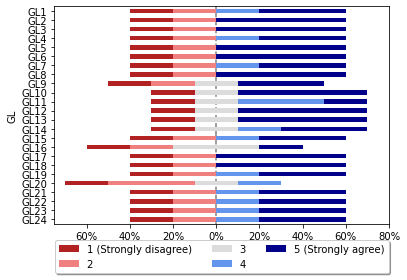 GL1
GL2
GL3
GL4
GL5
GL6
GL7
GL8
GL9
GL10
GL11
GL12
GL13
GL14
GL15
GL16
GL17
GL18
GL19
GL20
GL21
GL22
GL23
GL24
GL
60% 40% 20% 0% 20% 40% 60% 80%
1 (Strongly disagree) 3 5 (Strongly agree)
2 4